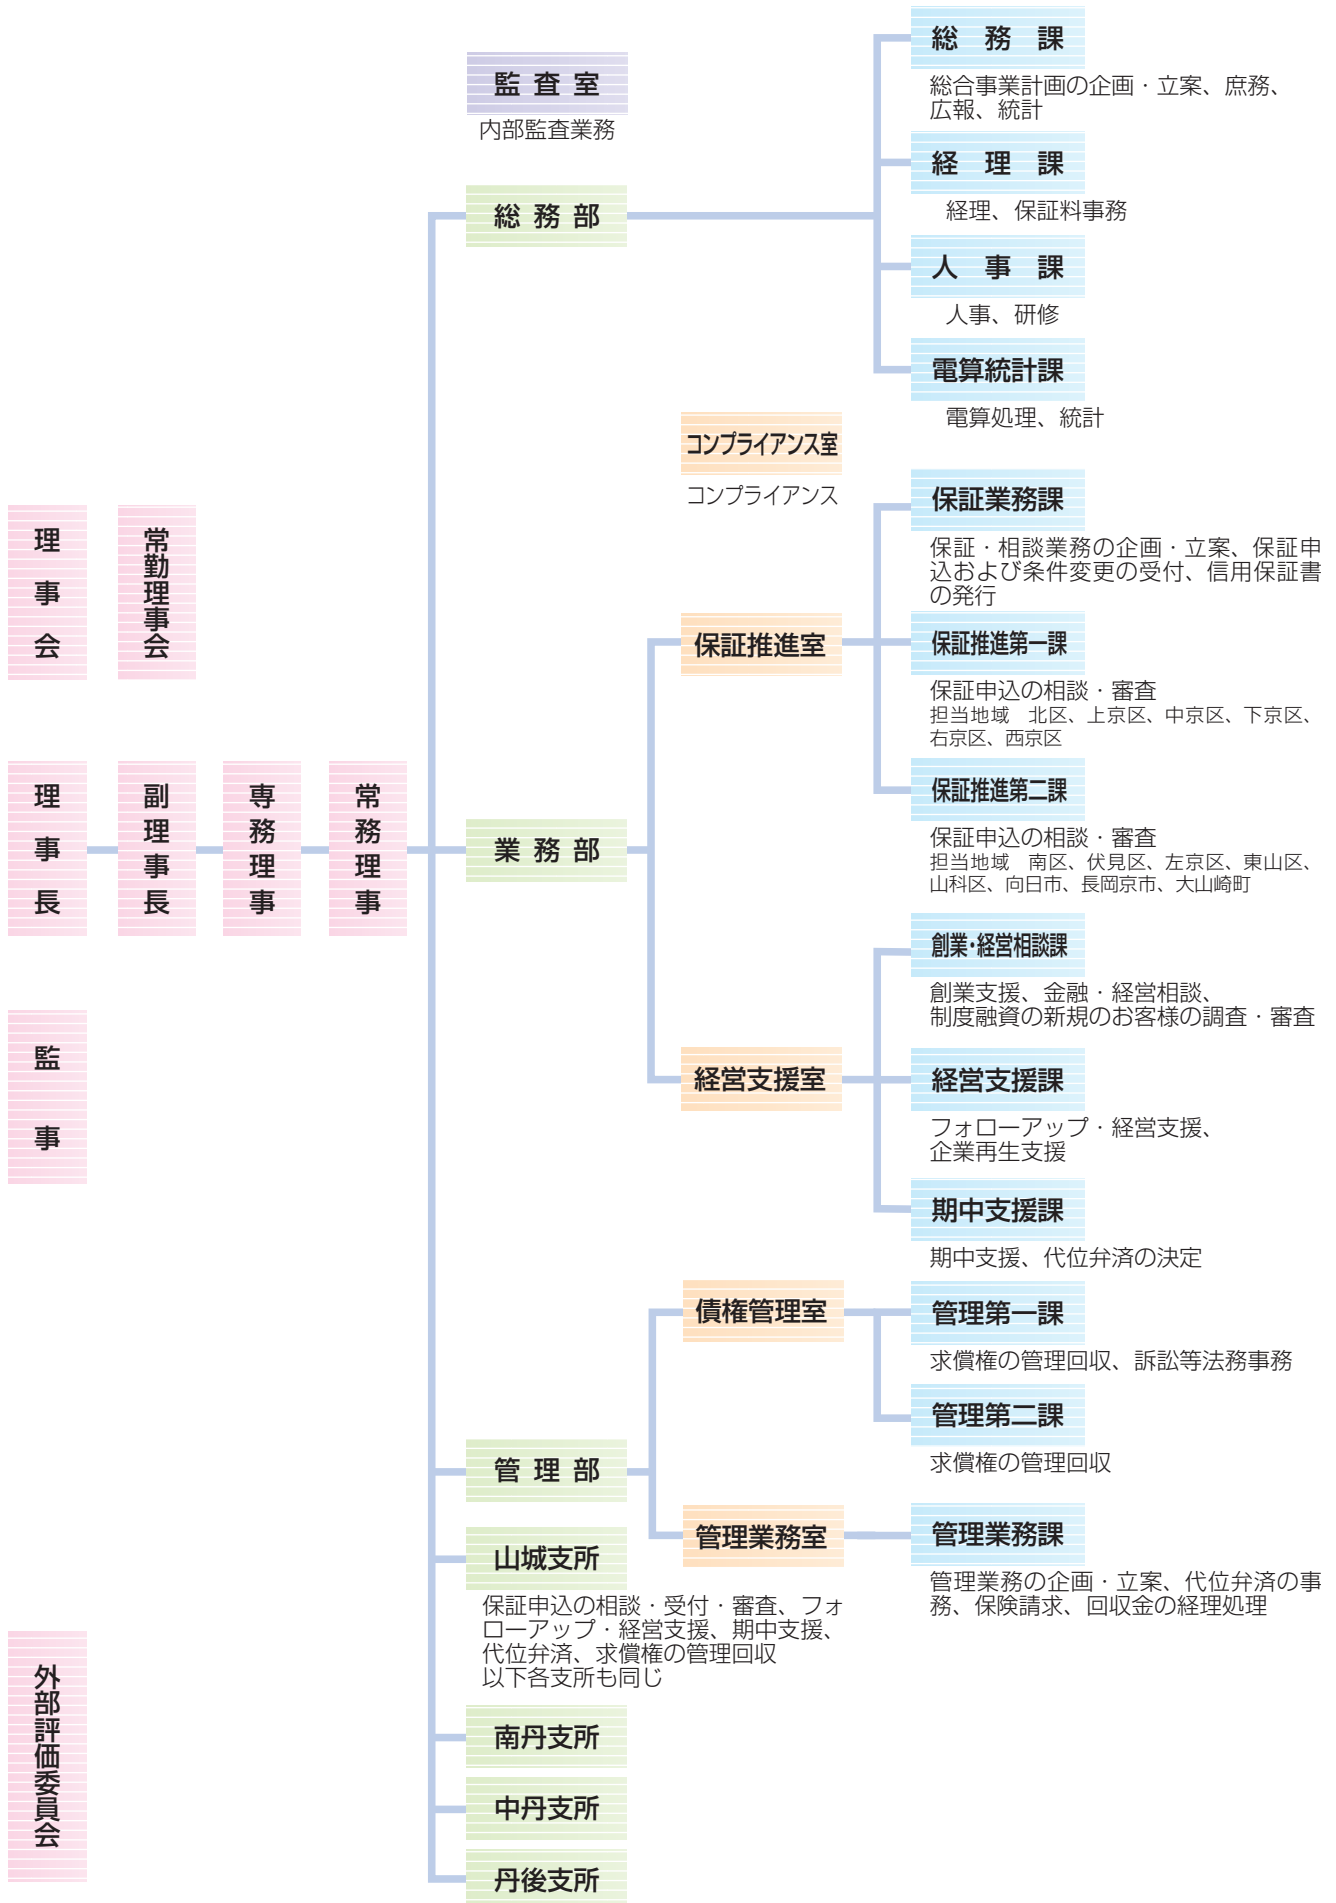 理事会
常勤理事会
理事長
副理事長
専務理事
常務理事
監事
外部評価委員会
監査室
内部監査業務
総務部
総務課
総合事業計画の企画・立案、庶務、
広報、統計
経理課
経理、保証料事務
人事課
人事、研修
電算統計課
電算処理、統計
コンプライアンス室
コンプライアンス
業務部
保証推進室
保証業務課
保証・相談業務の企画・立案、保証申
込および条件変更の受付、信用保証書
の発行
保証推進第一課
保証申込の相談・審査
担当地域　北区、上京区、中京区、下京区、
右京区、西京区
保証推進第二課
保証申込の相談・審査
担当地域　南区、伏見区、左京区、東山区、
山科区、向日市、長岡京市、大山崎町
経営支援室
創業・経営相談課
創業支援、金融・経営相談、
制度融資の新規のお客様の調査・審査
経営支援課
フォローアップ・経営支援、
企業再生支援
期中支援課
期中支援、代位弁済の決定
管理部
債権管理室
管理第一課
求償権の管理回収、訴訟等法務事務
管理第二課
求償権の管理回収
管理業務室
管理業務課
管理業務の企画・立案、代位弁済の事
務、保険請求、回収金の経理処理
山城支所
保証申込の相談・受付・審査、フォ
ローアップ・経営支援、期中支援、
代位弁済、求償権の管理回収
以下各支所も同じ
南丹支所
中丹支所
丹後支所